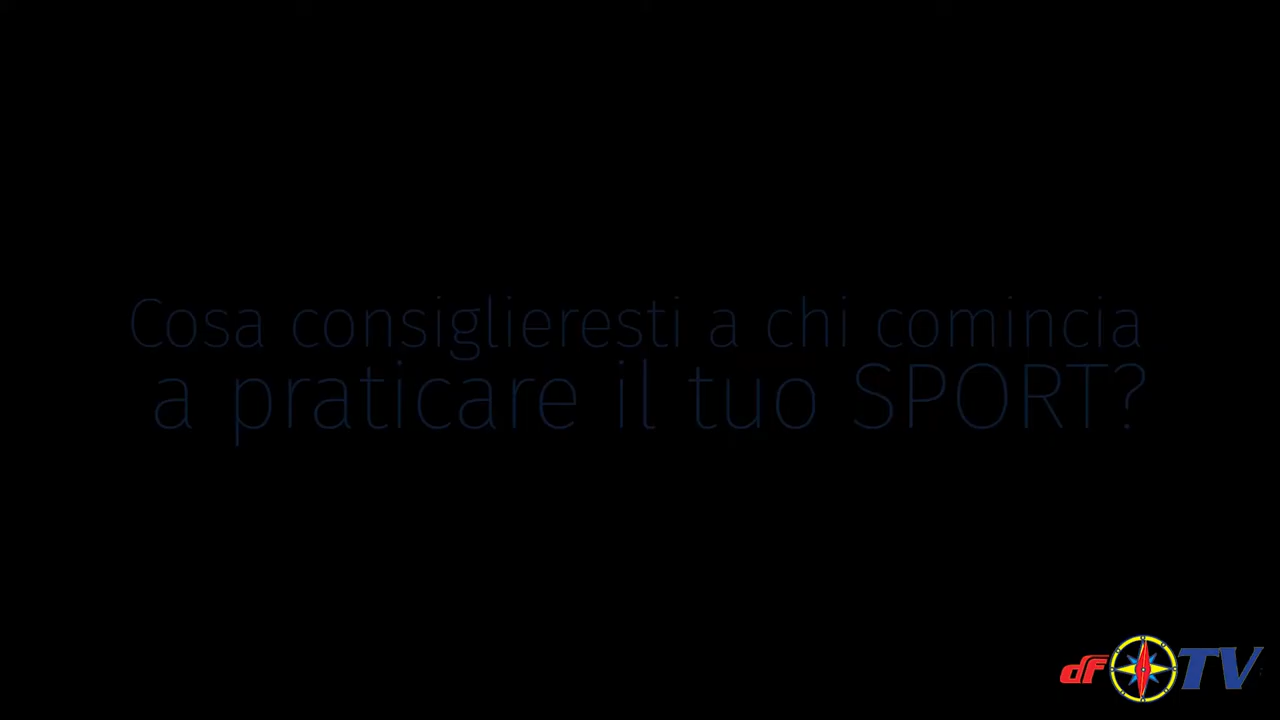 Cosa consiglieresti a chi comincia
a praticare il tuo SPORT?
dF TV